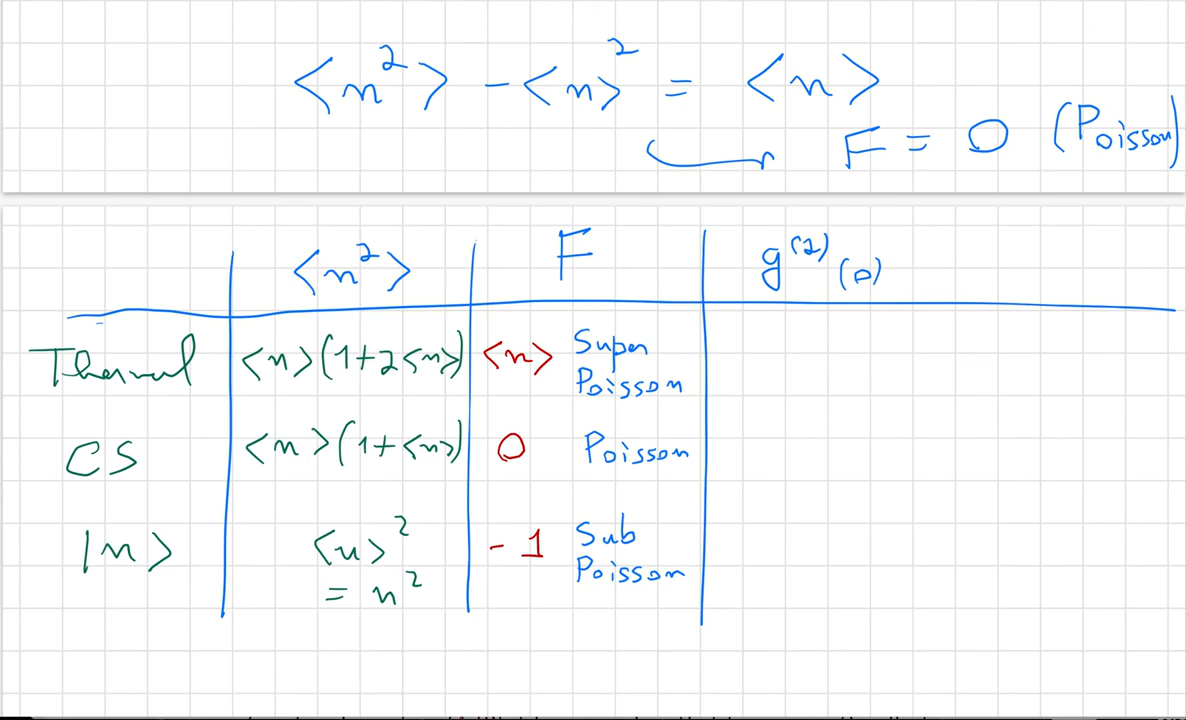 <n²> - <n>² = <n>
F = 0 (Poisson)
<n²> F g⁽²⁾(0)
Thermal <n>(1+2<n>) <n> Super Poisson
CS <n>(1+<n>) 0 Poisson
|n> <n>² = n² -1 Sub Poisson